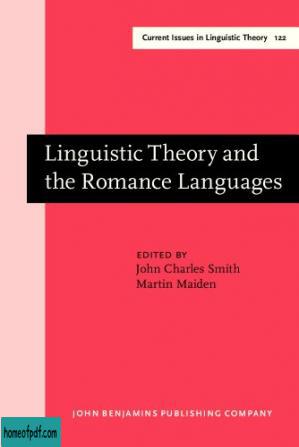 Current Issues in Linguistic Theory 122
Linguistic Theory and
the Romance Languages
EDITED BY
John Charles Smith
Martin Maiden
JOHN BENJAMINS PUBLISHING COMPANY
homeofpdf.com